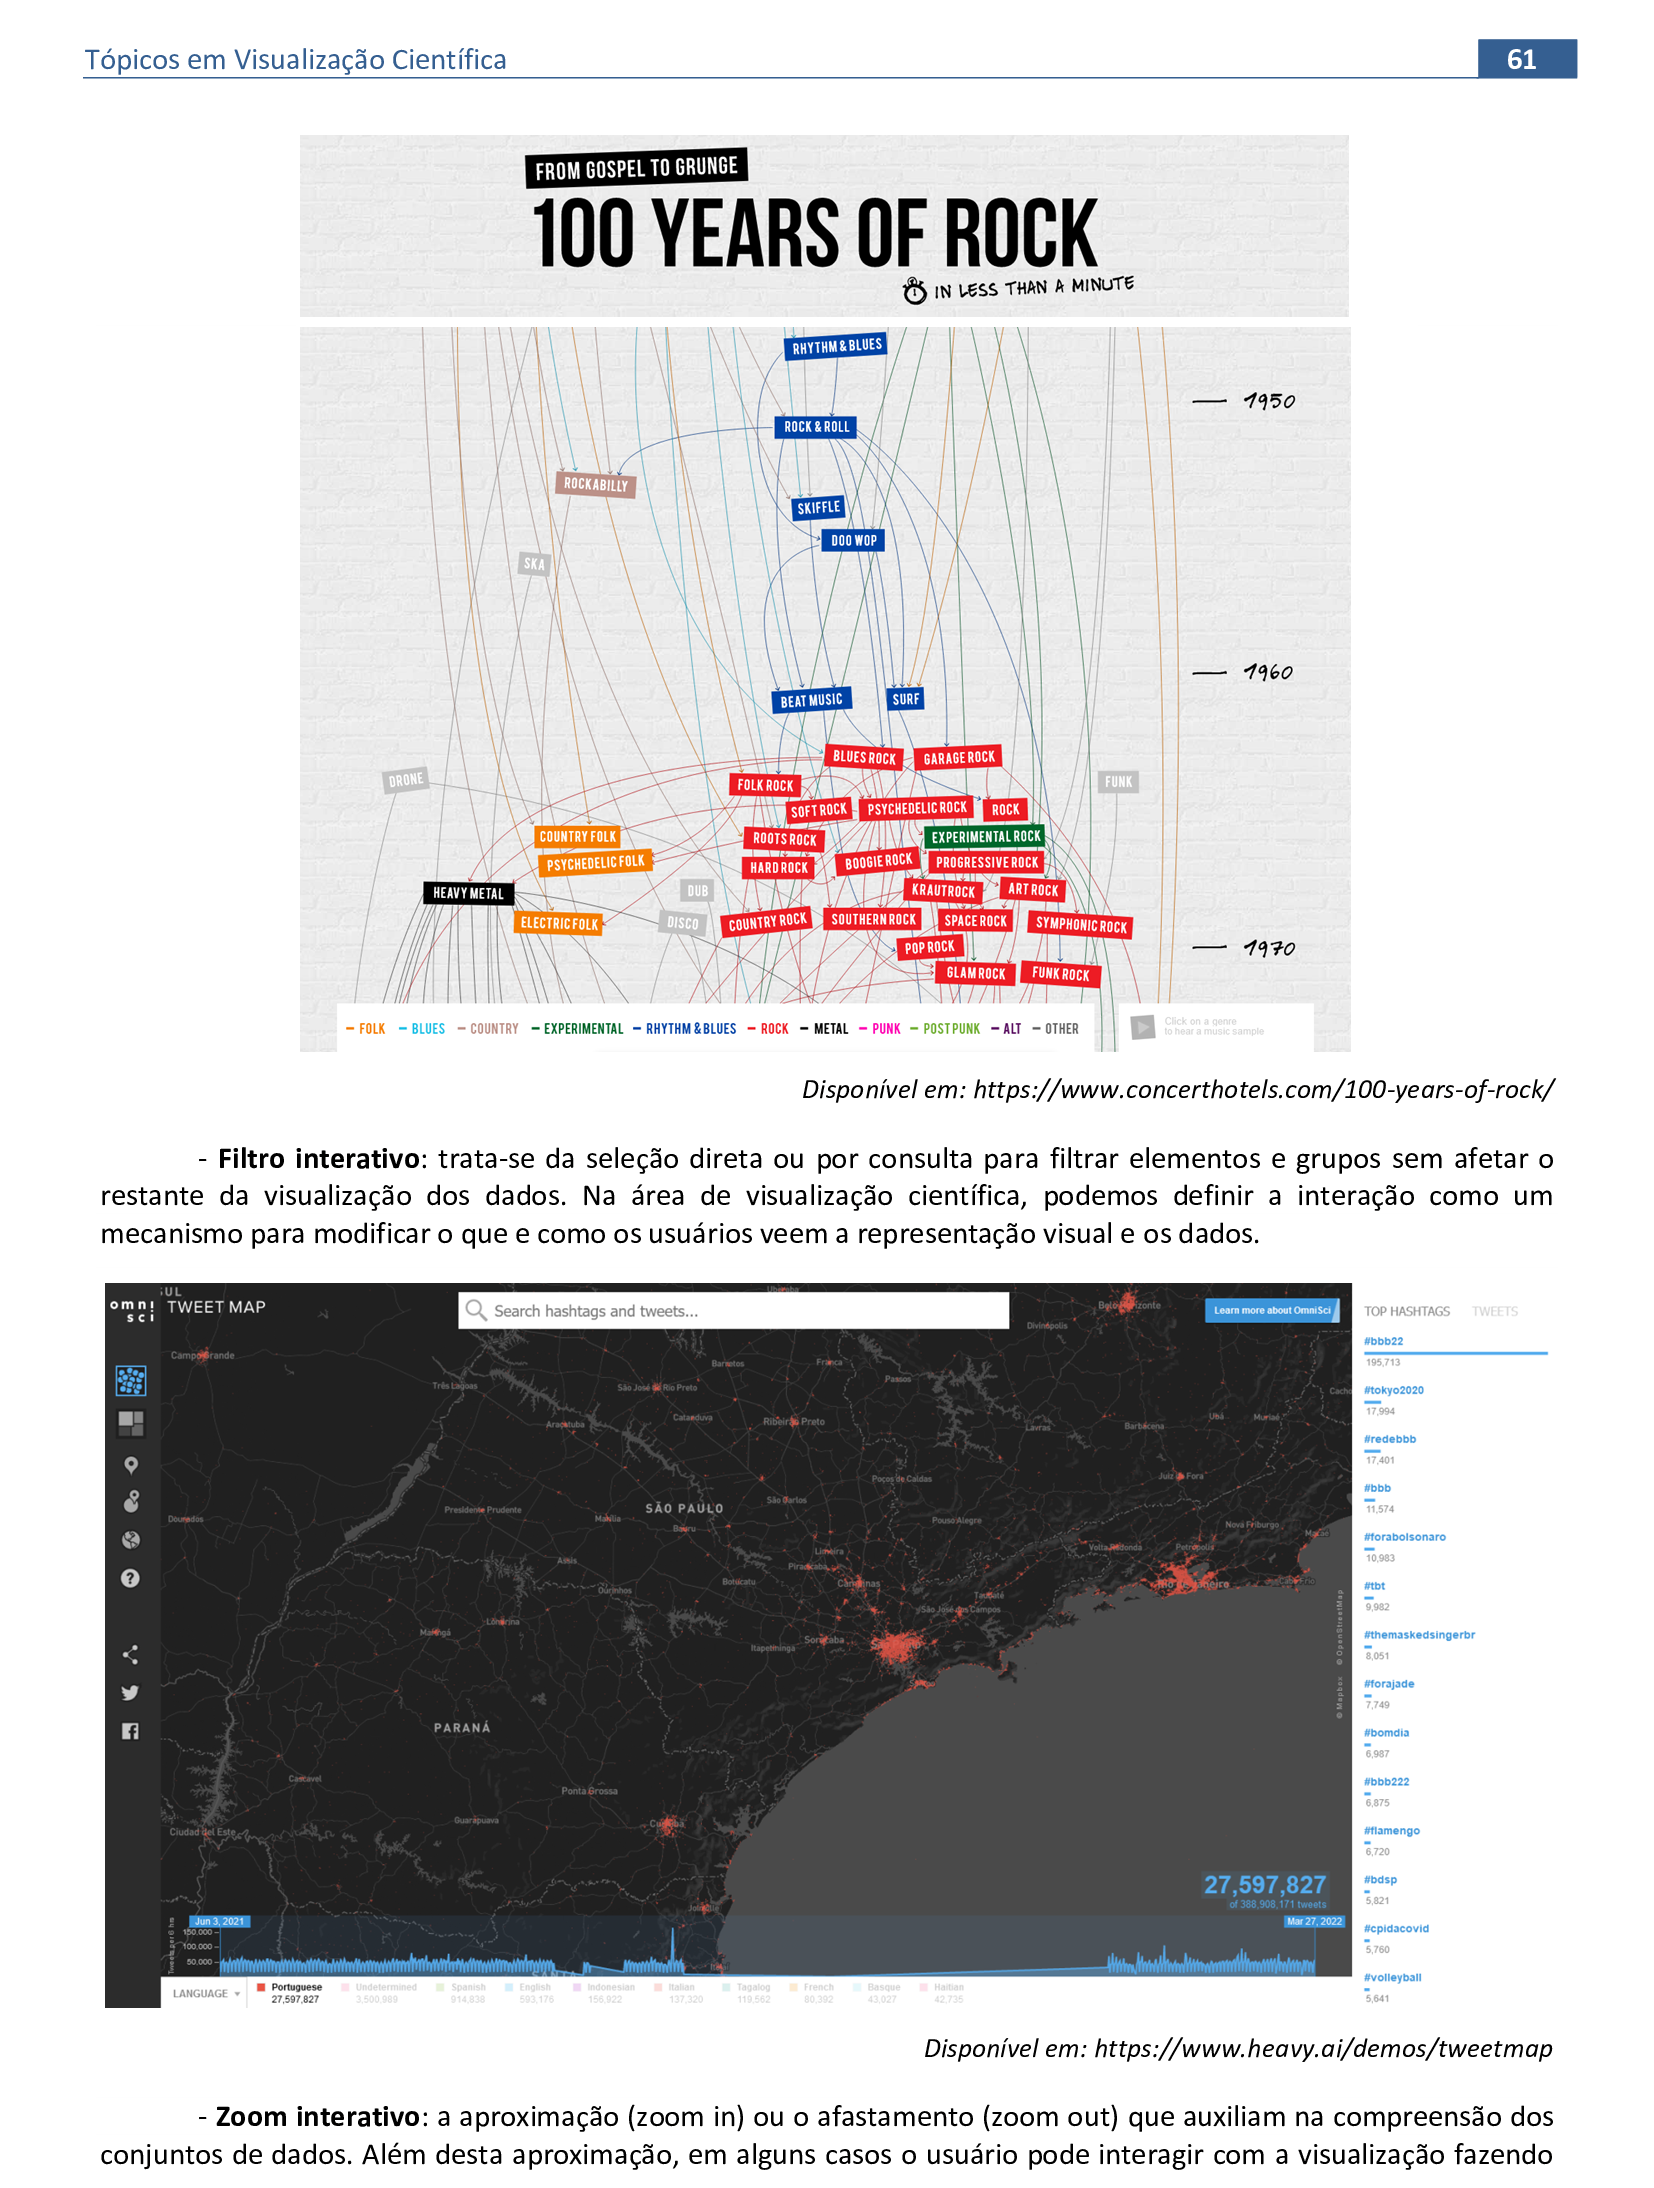 Tópicos em Visualização Científica
61
FROM GOSPEL TO GRUNGE
100 YEARS OF ROCK
IN LESS THAN A MINUTE
RHYTHM & BLUES
1950
ROCK & ROLL
ROCKABILLY
SKIFFLE
DOO WOP
SKA
1960
BEAT MUSIC
SURF
BLUES ROCK
GARAGE ROCK
DRONE
FOLK ROCK
FUNK
SOFT ROCK
PSYCHEDELIC ROCK
ROCK
COUNTRY FOLK
ROOTS ROCK
EXPERIMENTAL ROCK
PSYCHEDELIC FOLK
HARD ROCK
BOOGIE ROCK
PROGRESSIVE ROCK
HEAVY METAL
DUB
KRAUTROCK
ART ROCK
ELECTRIC FOLK
DISCO
COUNTRY ROCK
SOUTHERN ROCK
SPACE ROCK
SYMPHONIC ROCK
POP ROCK
1970
GLAM ROCK
FUNK ROCK
FOLK BLUES COUNTRY EXPERIMENTAL RHYTHM & BLUES ROCK METAL PUNK POST PUNK ALT OTHER
Click on a genre
to hear a music sample
Disponível em: https://www.concerthotels.com/100-years-of-rock/
- Filtro interativo: trata-se da seleção direta ou por consulta para filtrar elementos e grupos sem afetar o
restante da visualização dos dados. Na área de visualização científica, podemos definir a interação como um
mecanismo para modificar o que e como os usuários veem a representação visual e os dados.
SUL
omni
sci
TWEET MAP
Search hashtags and tweets...
Learn more about OmniSci
Uberaba
Belo Horizonte
Divinópolis
Campo Grande
Barretos
Franca
Três Lagoas
São José do Rio Preto
Passos
Cacho
Araçatuba
Catanduva
Ribeirão Preto
Lavras
Barbacena
Ubá
Muriaé
Poços de Caldas
Juiz de Fora
Presidente Prudente
SÃO PAULO
São Carlos
Dourados
Marília
Bauru
Pouso Alegre
Nova Friburgo
Macaé
Volta Redonda
Petrópolis
Assis
Limeira
Piracicaba
Ourinhos
Botucatu
Campinas
Rio de Janeiro
Cabo Frio
Taubaté
São José dos Campos
Londrina
Maringá
Itapetininga
Sorocaba
Santos
PARANÁ
Cascavel
Ponta Grossa
Guarapuava
Curitiba
Ciudad del Este
Joinville
© Mapbox © OpenStreetMap
27,597,827
of 388,908,171 tweets
Jun 3, 2021
Mar 27, 2022
Tweets per 6 hrs
150,000
100,000
50,000
SANTA
LANGUAGE
Portuguese Undetermined Spanish English Indonesian Italian Tagalog French Basque Haitian
27,597,827 3,500,989 914,838 593,176 156,922 137,320 119,562 80,392 43,027 42,735
TOP HASHTAGS TWEETS
#bbb22
195,713
#tokyo2020
17,994
#redebbb
17,401
#bbb
11,574
#forabolsonaro
10,983
#tbt
9,982
#themaskedsingerbr
8,051
#forajade
7,749
#bomdia
6,987
#bbb222
6,875
#flamengo
6,720
#bdsp
5,821
#cpidacovid
5,760
#volleyball
5,641
Disponível em: https://www.heavy.ai/demos/tweetmap
- Zoom interativo: a aproximação (zoom in) ou o afastamento (zoom out) que auxiliam na compreensão dos
conjuntos de dados. Além desta aproximação, em alguns casos o usuário pode interagir com a visualização fazendo